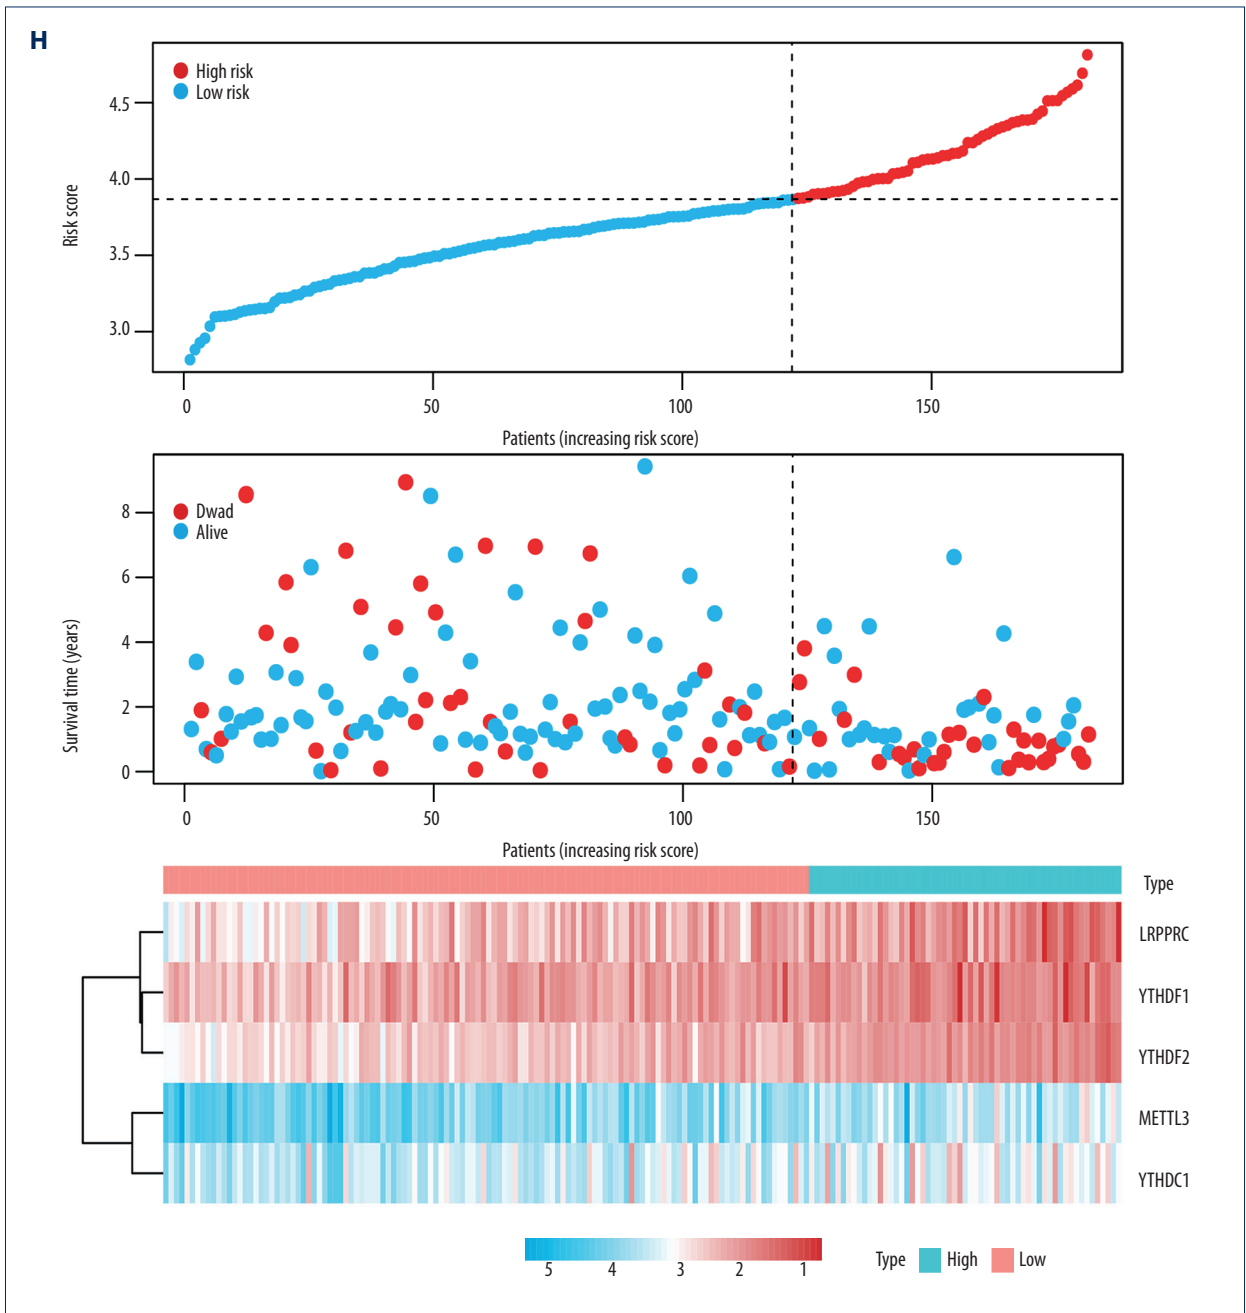 H
High risk
Low risk
4.5
4.0
3.5
3.0
Risk score
0 50 100 150
Patients (increasing risk score)
Dwad
Alive
8
6
4
2
0
Survival time (years)
0 50 100 150
Patients (increasing risk score)
Type
LRPPRC
YTHDF1
YTHDF2
METTL3
YTHDC1
5 4 3 2 1
Type High Low